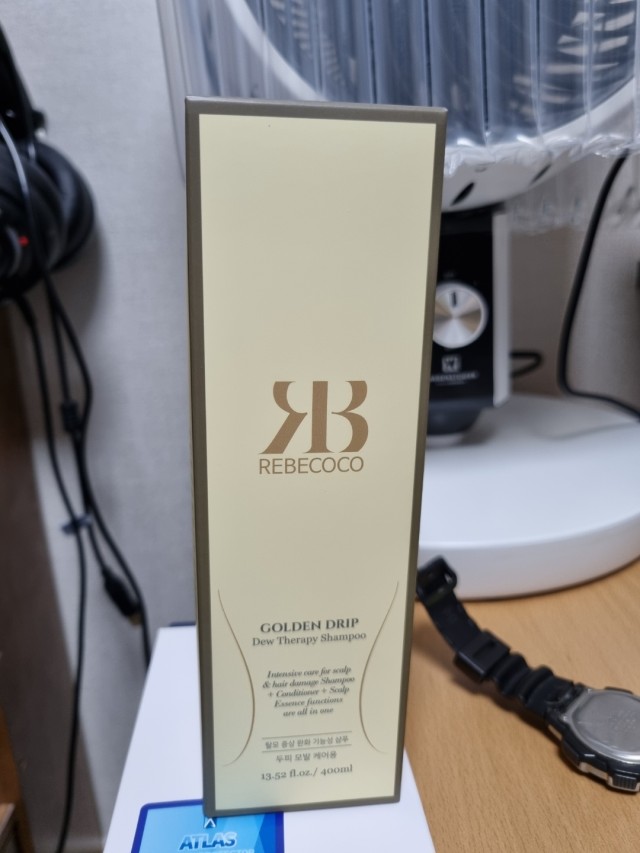 REBECOCO
GOLDEN DRIP
Dew Therapy Shampoo
Intensive care for scalp
& hair damage Shampoo
+ Conditioner + Scalp
Essence functions
are all in one
탈모 증상 완화 기능성 샴푸
두피 모발 케어용
13.52 fl.oz./ 400ml
ATLAS